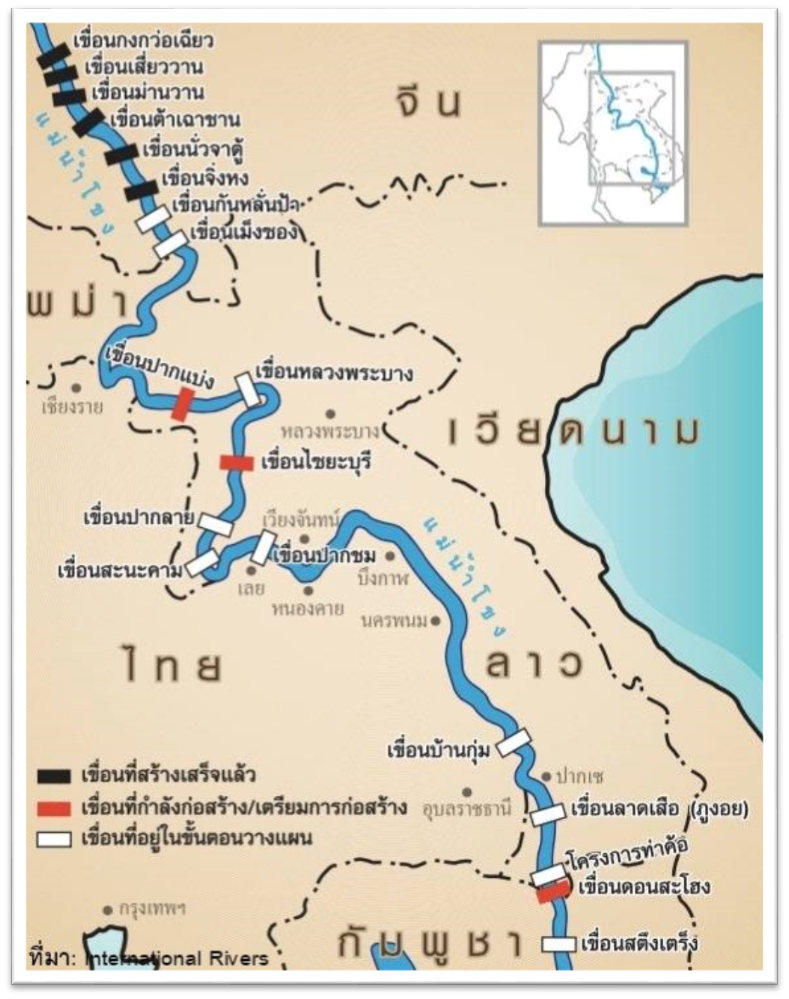 เขื่อนกงกว่อเฉียว
เขื่อนเสี่ยววาน
เขื่อนม่านวาน
เขื่อนต้าเฉาชาน
เขื่อนนั่วจาตู้
เขื่อนจิ่งหง
เขื่อนกันหลั่นป้า
เขื่อนเม็งซอง
แม่น้ำโขง
จีน
พม่า
เขื่อนปากแบ่ง
เขื่อนหลวงพระบาง
เชียงราย
หลวงพระบาง
เวียดนาม
เขื่อนไซยะบุรี
เขื่อนปากลาย
เวียงจันทน์
แม่น้ำโขง
เขื่อนปากชม
เขื่อนสะนะคาม
เลย
บึงกาฬ
หนองคาย
นครพนม
ไทย
ลาว
เขื่อนบ้านกุ่ม
เขื่อนที่สร้างเสร็จแล้ว
ปากเซ
เขื่อนที่กำลังก่อสร้าง/เตรียมการก่อสร้าง
อุบลราชธานี
เขื่อนลาดเสือ (ภูงอย)
เขื่อนที่อยู่ในขั้นตอนวางแผน
โครงการท่าค้อ
เขื่อนดอนสะโฮง
กรุงเทพฯ
กัมพูชา
เขื่อนสตึงเตร็ง
ที่มา: International Rivers